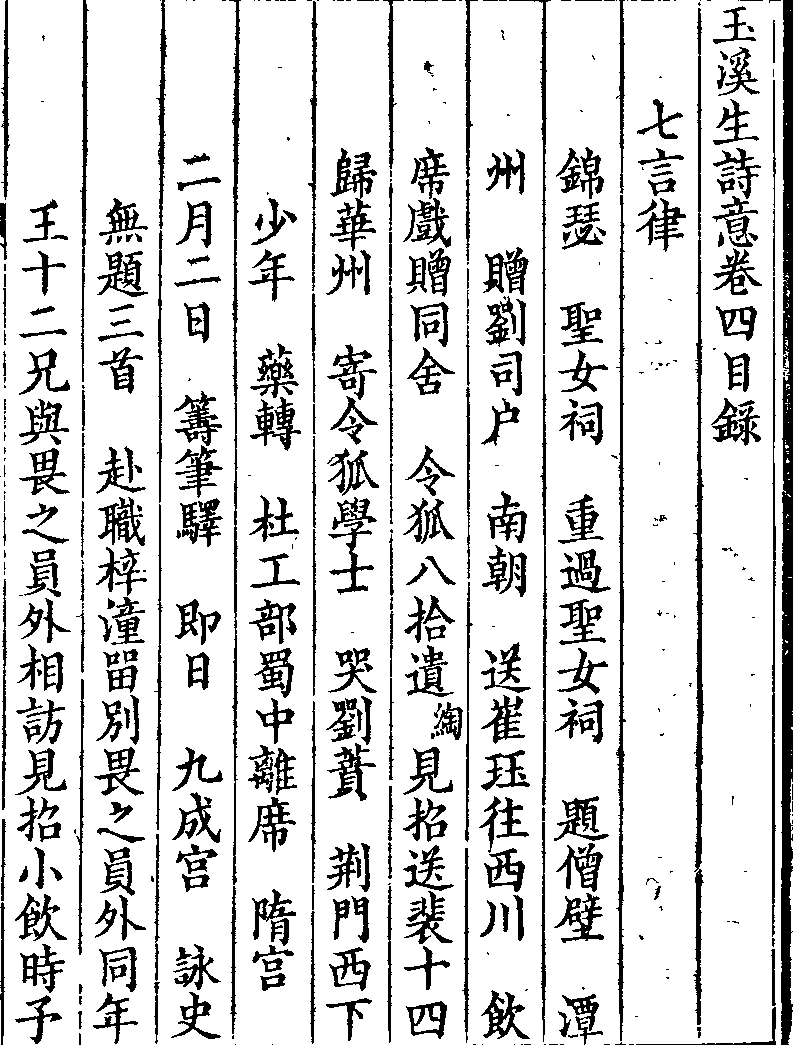 玉溪生詩意卷四目錄
七言律
錦瑟　聖女祠　重過聖女祠　題僧壁　潭
州　贈劉司户　南朝　送崔珏往西川　飲
席戲贈同舍　令狐八拾遺綯見招送裴十四
歸華州　寄令狐學士　哭劉蕡　荆門西下
少年　藥轉　杜工部蜀中離席　隋宫
二月二日　籌筆驛　即日　九成宫　詠史
無題三首　赴職梓潼畱別畏之員外同年
王十二兄與畏之員外相訪見招小飲時予